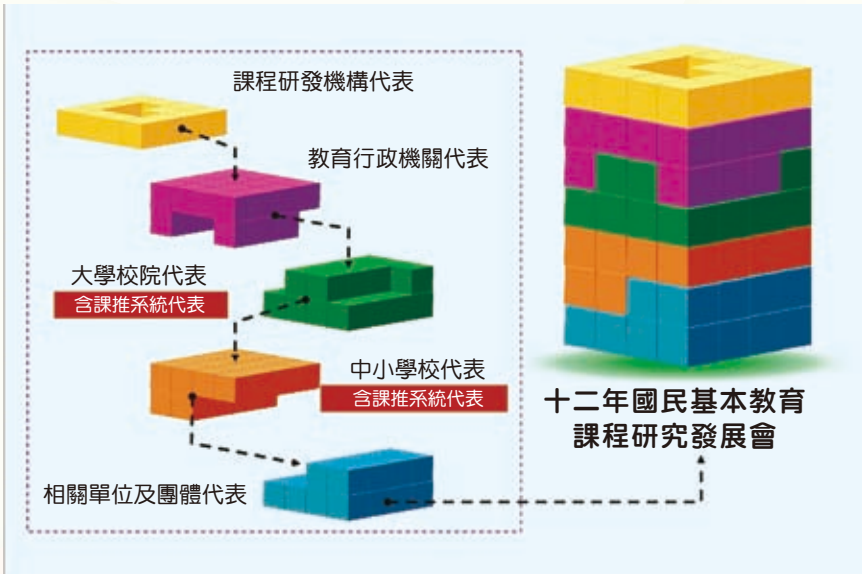 課程研發機構代表
教育行政機關代表
大學校院代表
含課推系統代表
中小學校代表
含課推系統代表
相關單位及團體代表
十二年國民基本教育
課程研究發展會